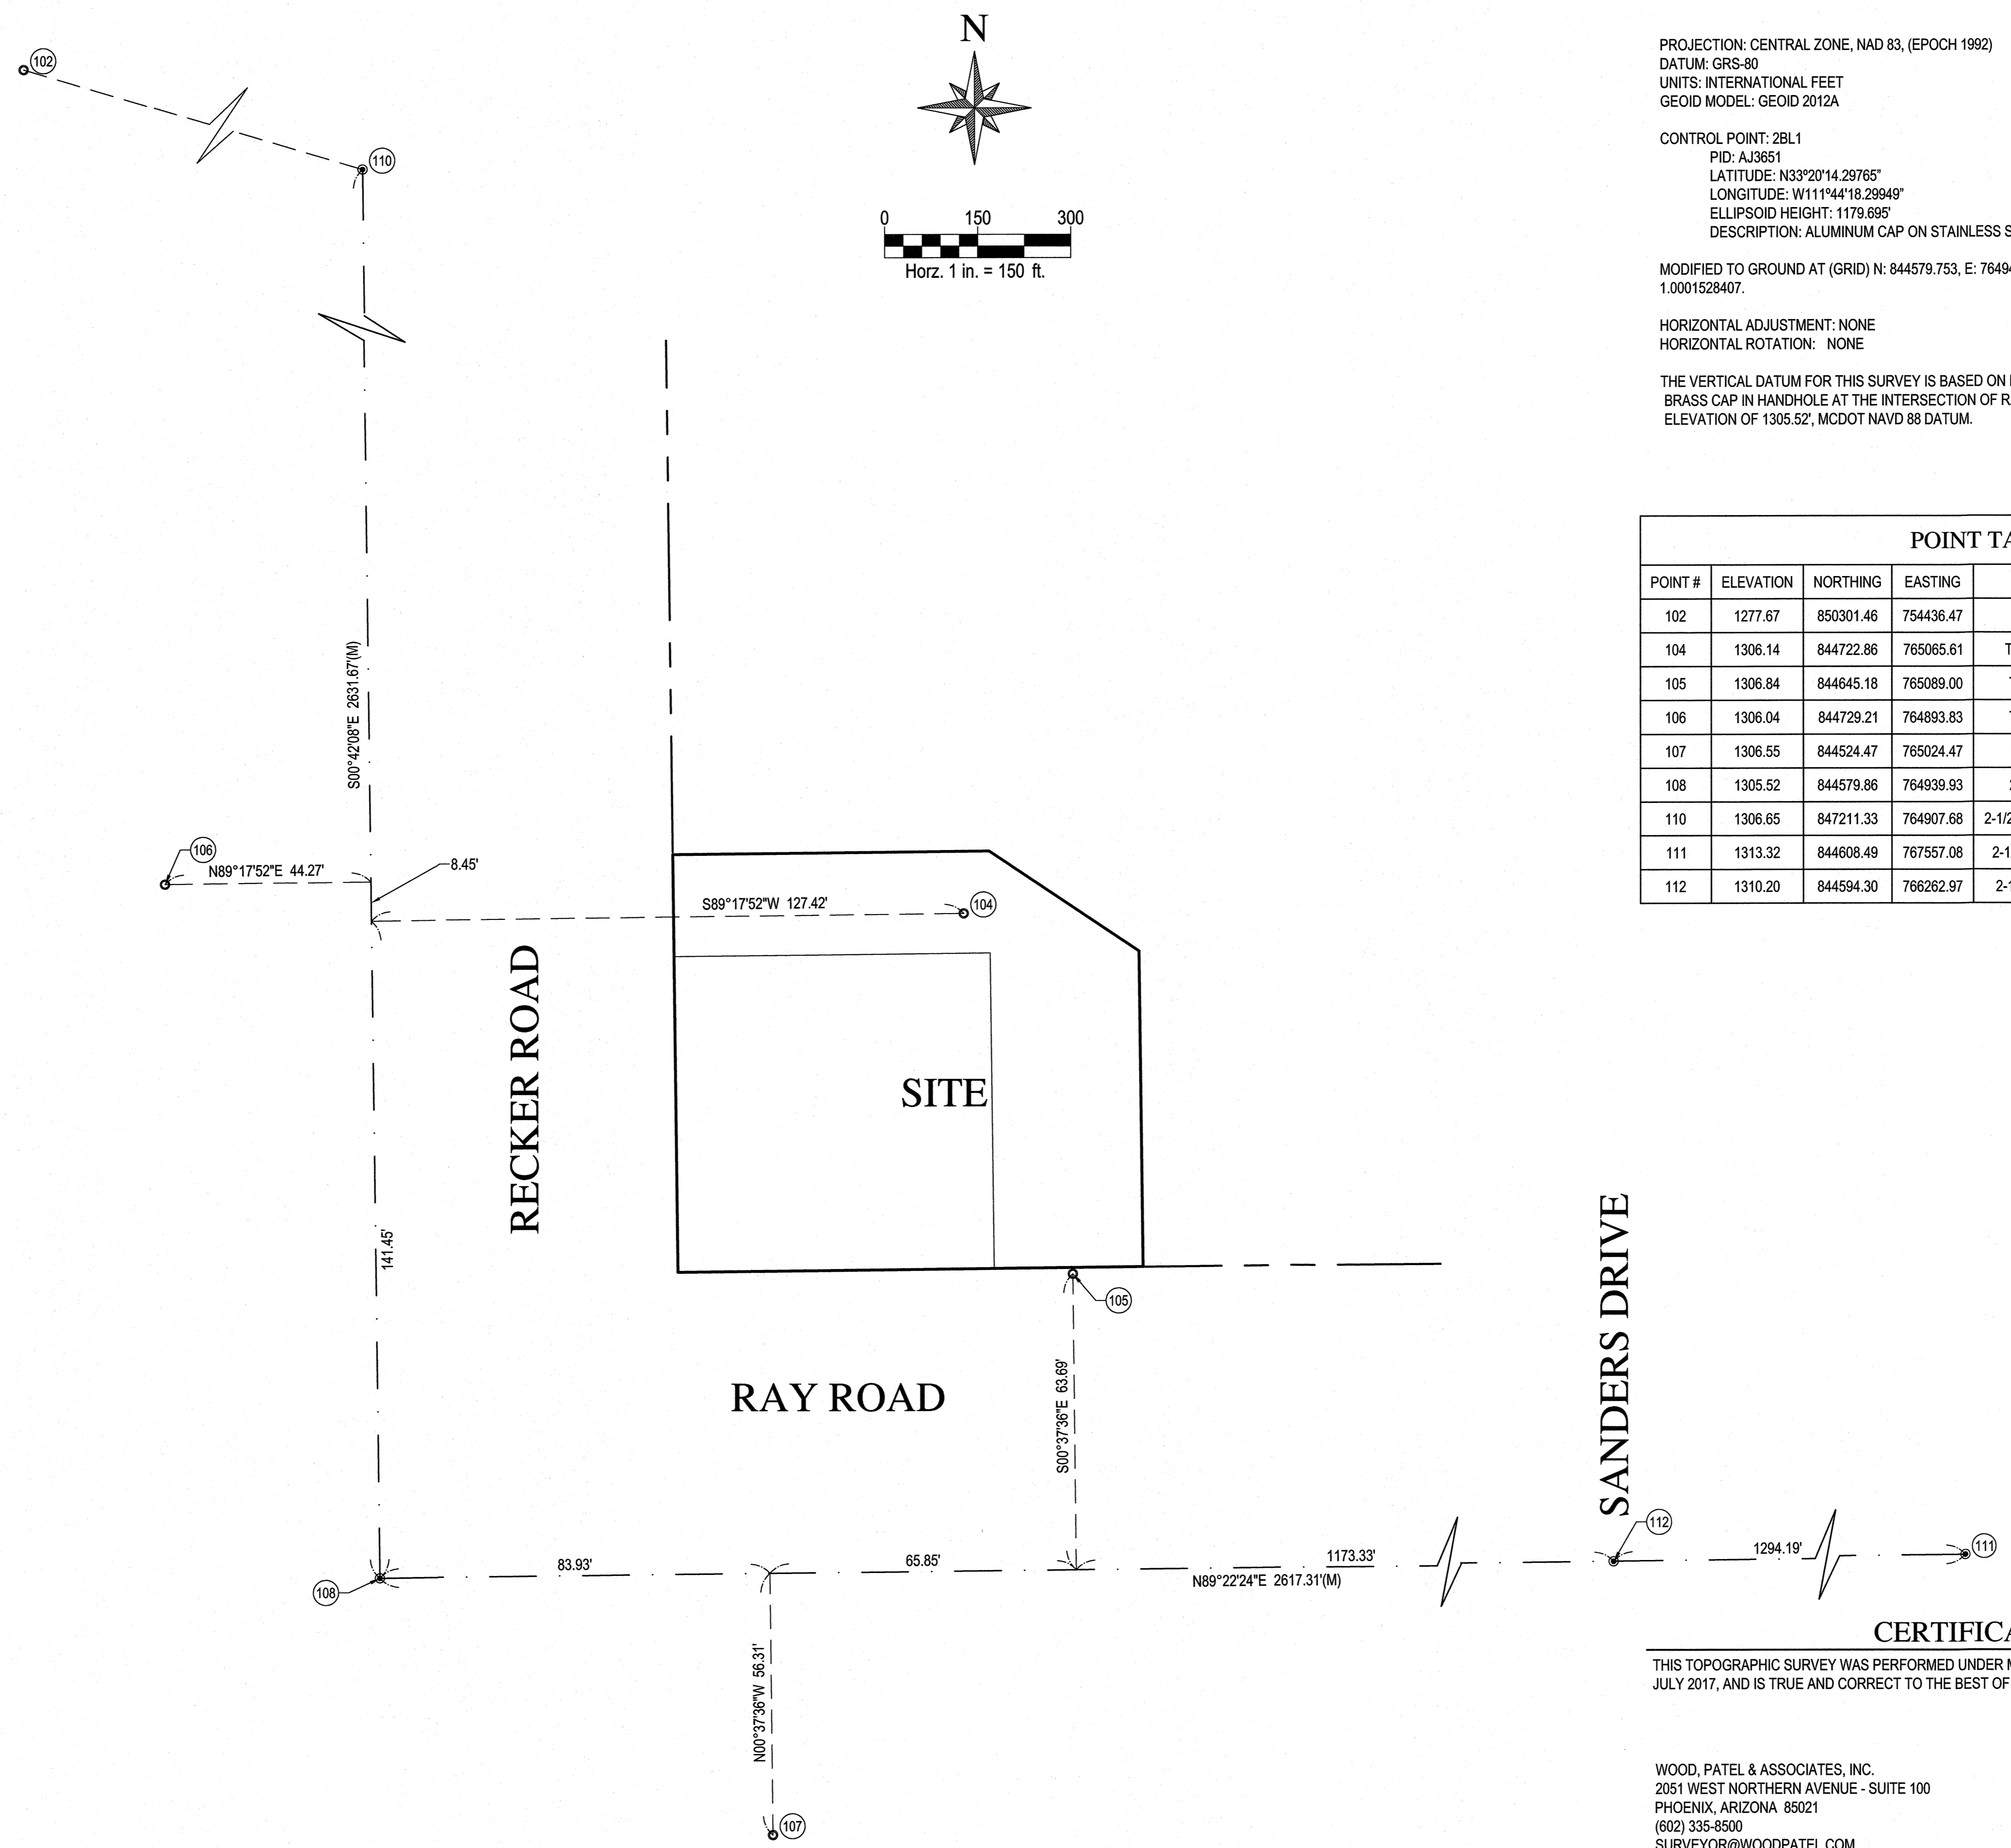 N
102
110
0 150 300
Horz. 1 in. = 150 ft.
S00°42'08"E 2631.67'(M)
106
N89°17'52"E 44.27'
8.45'
S89°17'52"W 127.42'
104
RECKER ROAD
SITE
141.45'
105
S00°37'36"E 63.69'
RAY ROAD
SANDERS DRIVE
108
83.93'
65.85'
1173.33'
N89°22'24"E 2617.31'(M)
112
1294.19'
111
N00°37'36"W 56.31'
107
PROJECTION: CENTRAL ZONE, NAD 83, (EPOCH 1992)
DATUM: GRS-80
UNITS: INTERNATIONAL FEET
GEOID MODEL: GEOID 2012A
CONTROL POINT: 2BL1
PID: AJ3651
LATITUDE: N33°20'14.29765"
LONGITUDE: W111°44'18.29949"
ELLIPSOID HEIGHT: 1179.695'
DESCRIPTION: ALUMINUM CAP ON STAINLESS S
MODIFIED TO GROUND AT (GRID) N: 844579.753, E: 7649
1.0001528407.
HORIZONTAL ADJUSTMENT: NONE
HORIZONTAL ROTATION: NONE
THE VERTICAL DATUM FOR THIS SURVEY IS BASED ON
BRASS CAP IN HANDHOLE AT THE INTERSECTION OF R
ELEVATION OF 1305.52', MCDOT NAVD 88 DATUM.
POINT TA
POINT # ELEVATION NORTHING EASTING
102 1277.67 850301.46 754436.47
104 1306.14 844722.86 765065.61 T
105 1306.84 844645.18 765089.00
106 1306.04 844729.21 764893.83
107 1306.55 844524.47 765024.47
108 1305.52 844579.86 764939.93
110 1306.65 847211.33 764907.68 2-1/2
111 1313.32 844608.49 767557.08 2-1
112 1310.20 844594.30 766262.97 2-1
CERTIFICA
THIS TOPOGRAPHIC SURVEY WAS PERFORMED UNDER M
JULY 2017, AND IS TRUE AND CORRECT TO THE BEST OF
WOOD, PATEL & ASSOCIATES, INC.
2051 WEST NORTHERN AVENUE - SUITE 100
PHOENIX, ARIZONA 85021
(602) 335-8500
SURVEYOR@WOODPATEL.COM